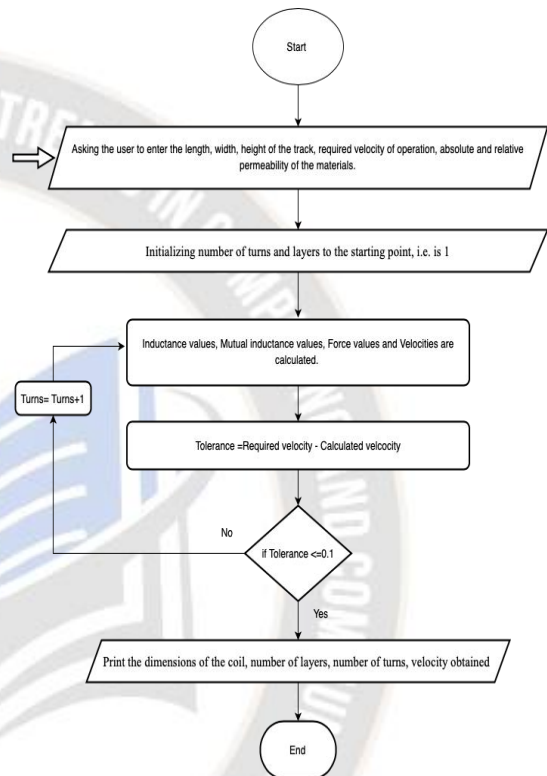 Start
Asking the user to enter the length, width, height of the track, required velocity of operation, absolute and relative
permeability of the materials.
Initializing number of turns and layers to the starting point, i.e. is 1
Inductance values, Mutual inductance values, Force values and Velocities are
calculated.
Turns= Turns+1
Tolerance =Required velocity - Calculated velcocity
No
if Tolerance <=0.1
Yes
Print the dimensions of the coil, number of layers, number of turns, velocity obtained
End